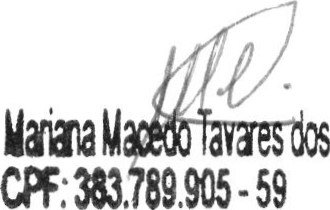 Mariana Macedo Tavares dos
CPF: 383.789.905 - 59